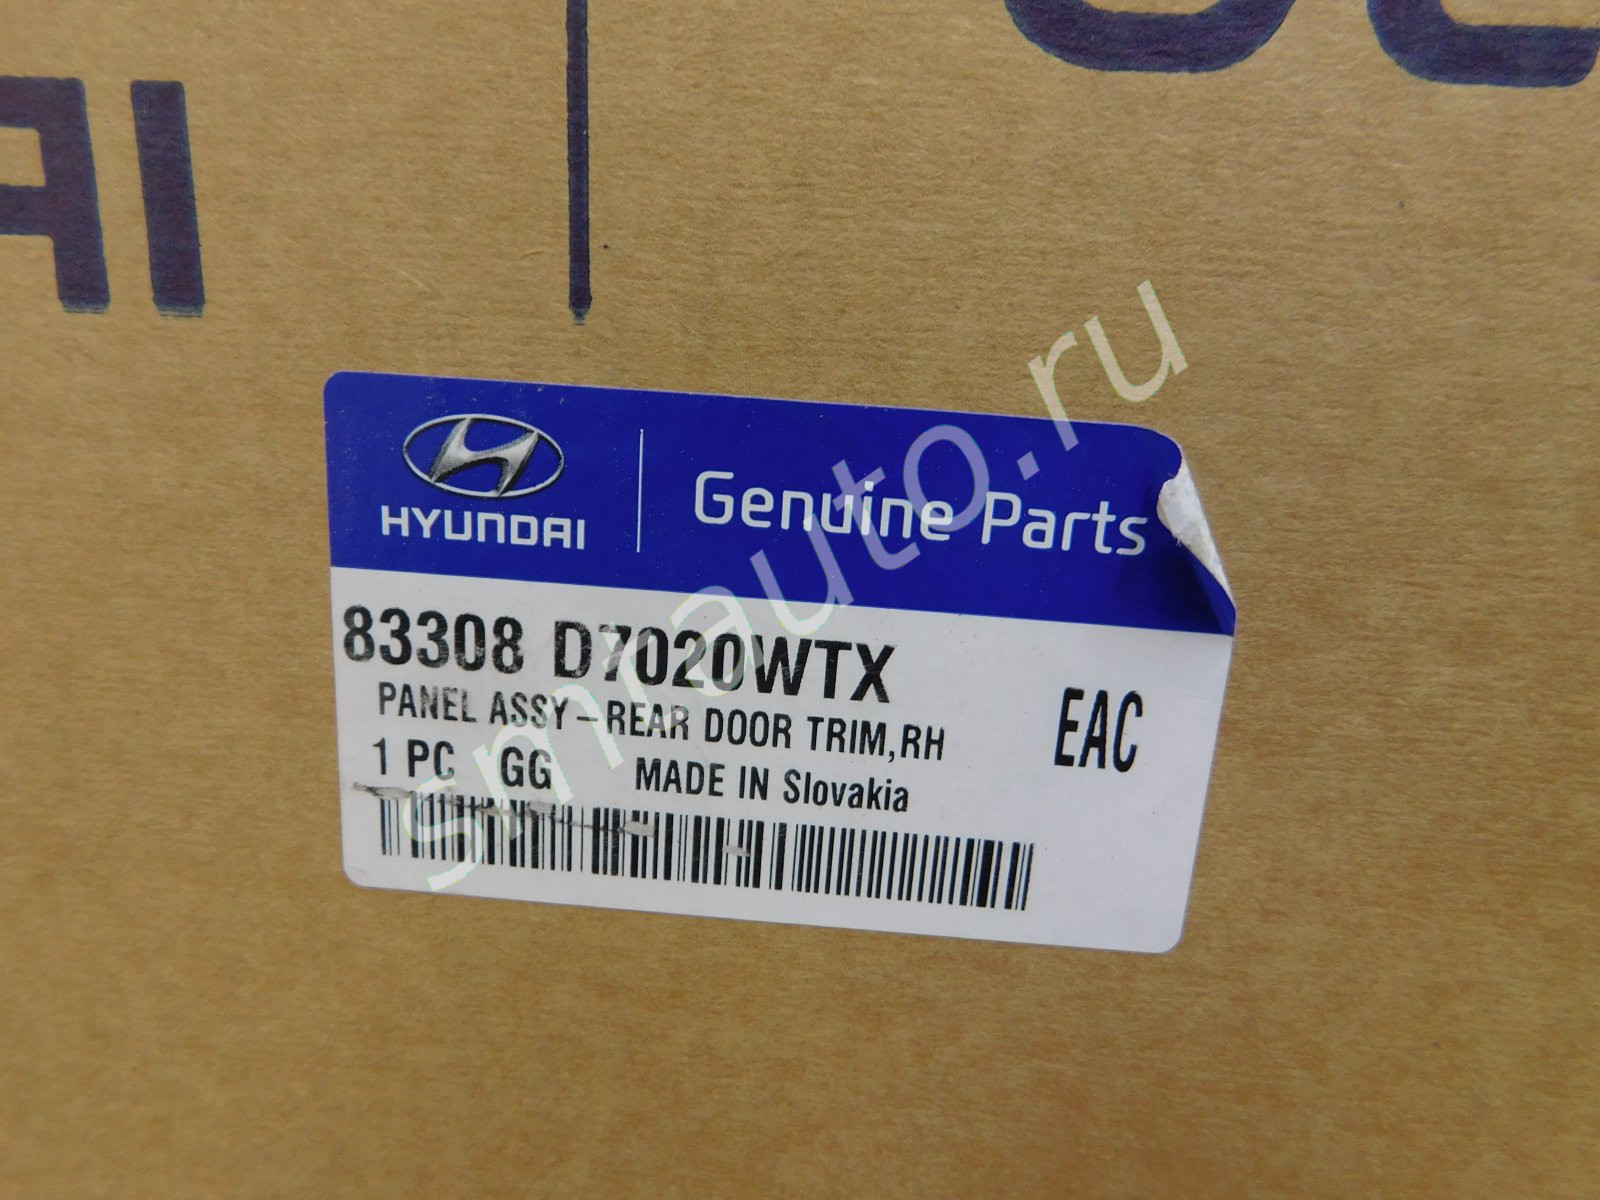 AI
HYUNDAI
Genuine Parts
83308 D7020WTX
PANEL ASSY-REAR DOOR TRIM,RH
1 PC GG MADE IN Slovakia
EAC
smrauto.ru